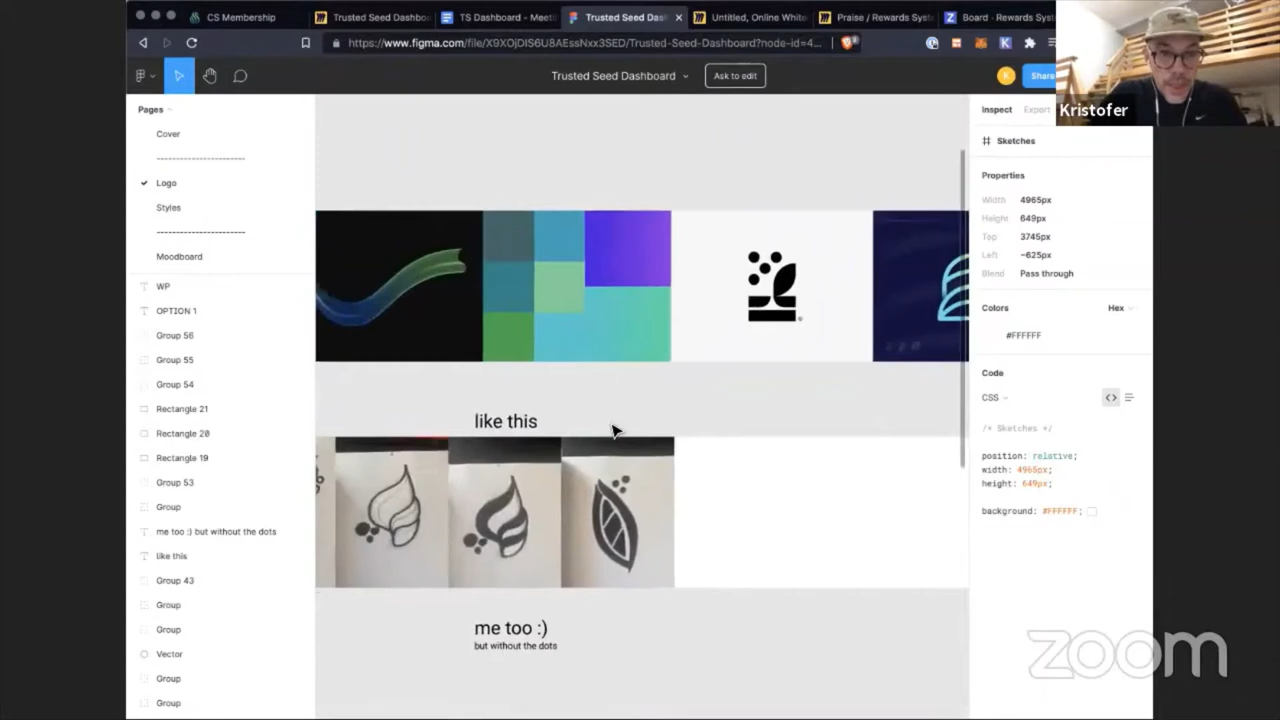 CS Membership
Trusted Seed Dashbo
TS Dashboard - Meeti
Trusted Seed Dash
Untitled, Online White
Praise / Rewards Sys
Board - Rewards Sys
https://www.figma.com/file/X9XOjDIS6U8AEssNxx3SED/Trusted-Seed-Dashboard?node-id=4...
Trusted Seed Dashboard
Ask to edit
K
Share
Kristofer
Pages
Cover
Logo
Styles
Moodboard
WP
OPTION 1
Group 56
Group 55
Group 54
Rectangle 21
Rectangle 20
Rectangle 19
Group 53
Group
me too :) but without the dots
like this
Group 43
Group
Group
Vector
Group
Group
like this
me too :)
but without the dots
Inspect
Export
Sketches
Properties
Width 4965px
Height 649px
Top 3745px
Left -625px
Blend Pass through
Colors
Hex
#FFFFFF
Code
CSS
/* Sketches */
position: relative;
width: 4965px;
height: 649px;
background: #FFFFFF;
zoom